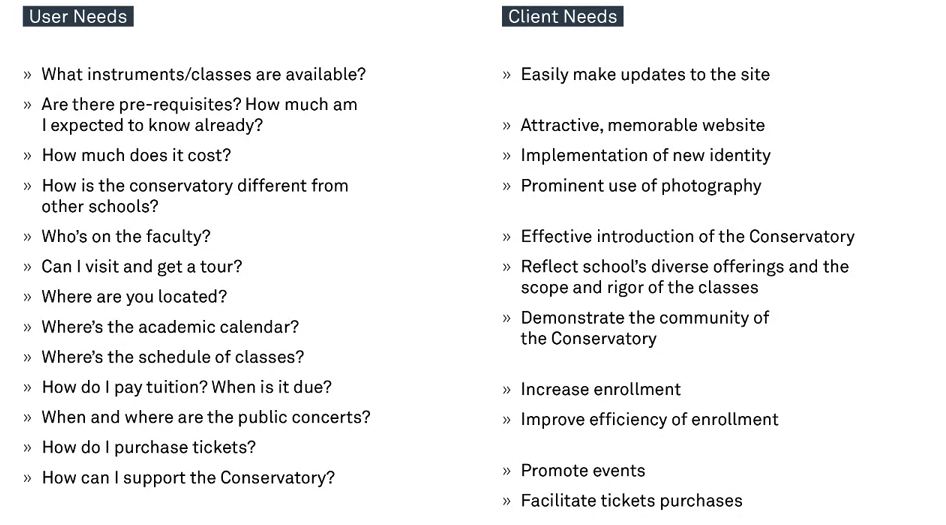 User Needs
» What instruments/classes are available?
» Are there pre-requisites? How much am
I expected to know already?
» How much does it cost?
» How is the conservatory different from
other schools?
» Who's on the faculty?
» Can I visit and get a tour?
» Where are you located?
» Where's the academic calendar?
» Where's the schedule of classes?
» How do I pay tuition? When is it due?
» When and where are the public concerts?
» How do I purchase tickets?
» How can I support the Conservatory?
Client Needs
» Easily make updates to the site
» Attractive, memorable website
» Implementation of new identity
» Prominent use of photography
» Effective introduction of the Conservatory
» Reflect school's diverse offerings and the
scope and rigor of the classes
» Demonstrate the community of
the Conservatory
» Increase enrollment
» Improve efficiency of enrollment
» Promote events
» Facilitate tickets purchases